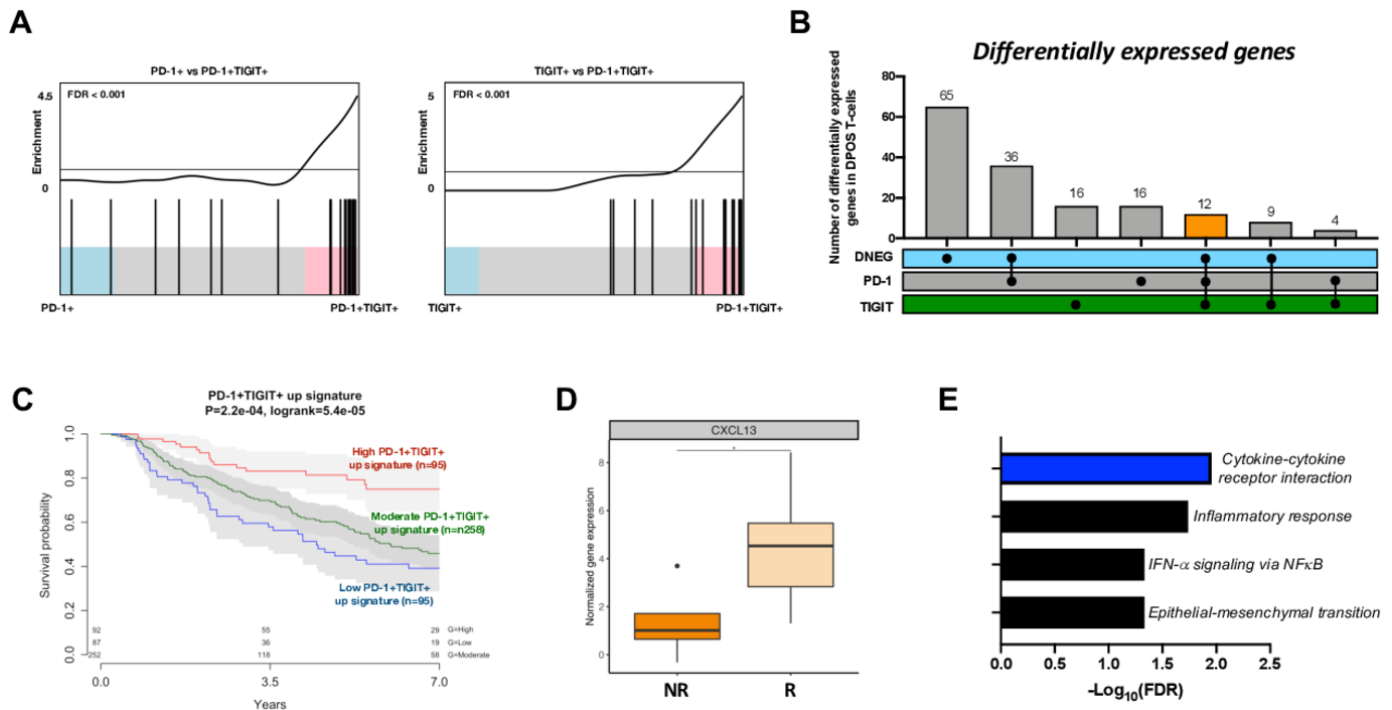 A
PD-1+ vs PD-1+TIGIT+
FDR < 0.001
4.5
Enrichment
0
PD-1+
PD-1+TIGIT+
TIGIT+ vs PD-1+TIGIT+
FDR < 0.001
5
Enrichment
0
TIGIT+
PD-1+TIGIT+
B
Differentially expressed genes
Number of differentially expressed
genes in DPOS T-cells
80
60
40
20
0
65
36
16
16
12
9
4
DNEG
PD-1
TIGIT
C
PD-1+TIGIT+ up signature
P=2.2e-04, logrank=5.4e-05
Survival probability
1.0
0.8
0.6
0.4
0.2
0.0
High PD-1+TIGIT+
up signature (n=95)
Moderate PD-1+TIGIT+
up signature (n=n258)
Low PD-1+TIGIT+
up signature (n=95)
92 55 29 G=High
87 36 19 G=Low
252 118 58 G=Moderate
0.0 3.5 7.0
Years
D
CXCL13
*
Normalized gene expression
8
6
4
2
0
NR R
E
Cytokine-cytokine
receptor interaction
Inflammatory response
IFN-α signaling via NFκB
Epithelial-mesenchymal transition
0.0 0.5 1.0 1.5 2.0 2.5
-Log10(FDR)